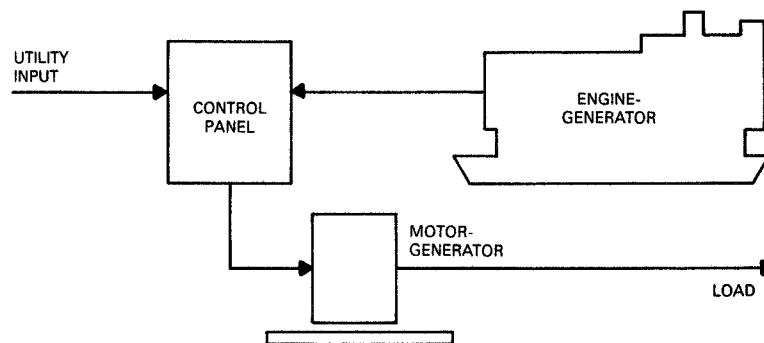 UTILITY
INPUT
CONTROL
PANEL
ENGINE-
GENERATOR
MOTOR-
GENERATOR
LOAD